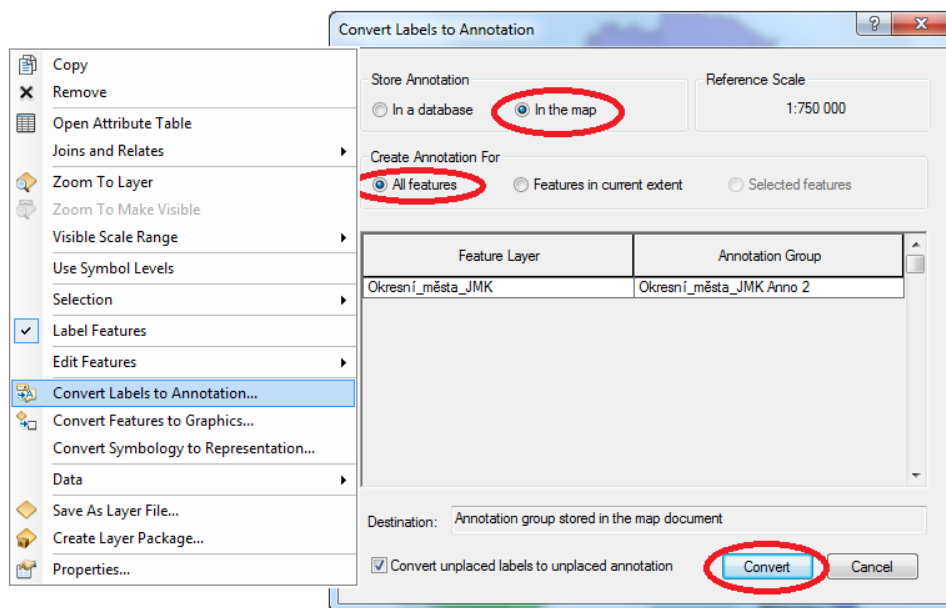 Copy
Remove
Open Attribute Table
Joins and Relates
Zoom To Layer
Zoom To Make Visible
Visible Scale Range
Use Symbol Levels
Selection
Label Features
Edit Features
Convert Labels to Annotation...
Convert Features to Graphics...
Convert Symbology to Representation...
Data
Save As Layer File...
Create Layer Package...
Properties...
Convert Labels to Annotation
Store Annotation
In a database In the map
Reference Scale
1:750 000
Create Annotation For
All features Features in current extent Selected features
Feature Layer Annotation Group
Okresní_města_JMK Okresní_města_JMK Anno 2
Destination: Annotation group stored in the map document
Convert unplaced labels to unplaced annotation
Convert Cancel